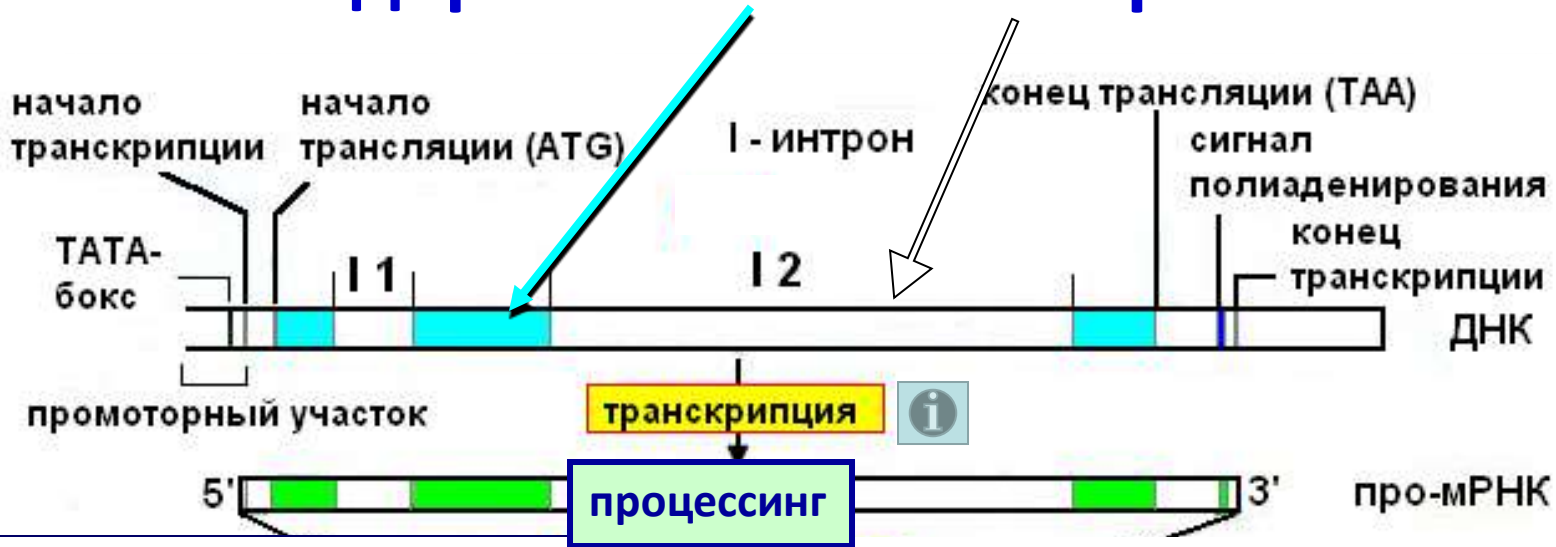 начало
транскрипции
начало
трансляции (ATG)
I - интрон
конец трансляции (TAA)
сигнал
полиаденирования
конец
транскрипции
ТАТА-
бокс
I 1
I 2
ДНК
промоторный участок
транскрипция
5'
процессинг
3'
про-мРНК